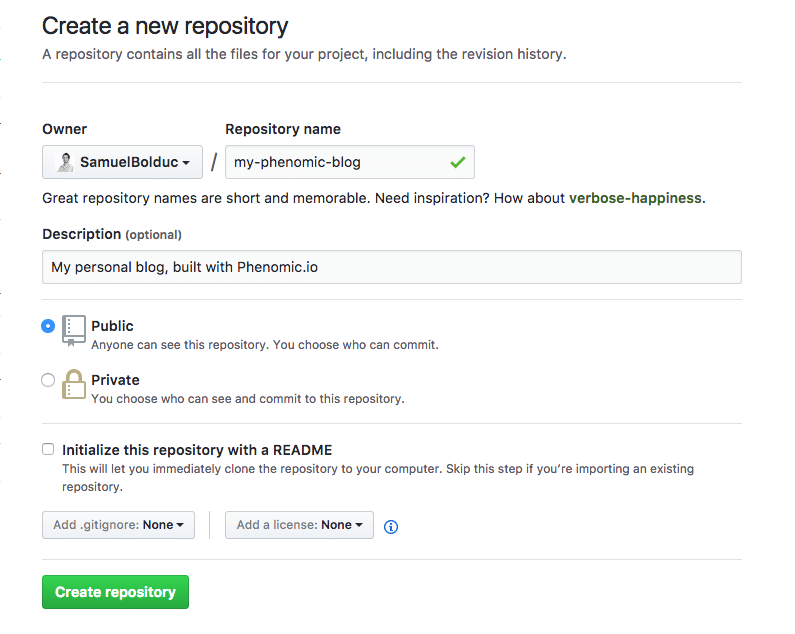 Create a new repository
A repository contains all the files for your project, including the revision history.
Owner
Repository name
SamuelBolduc / my-phenomic-blog
Great repository names are short and memorable. Need inspiration? How about verbose-happiness.
Description (optional)
My personal blog, built with Phenomic.io
Public
Anyone can see this repository. You choose who can commit.
Private
You choose who can see and commit to this repository.
Initialize this repository with a README
This will let you immediately clone the repository to your computer. Skip this step if you’re importing an existing
repository.
Add .gitignore: None
Add a license: None
Create repository